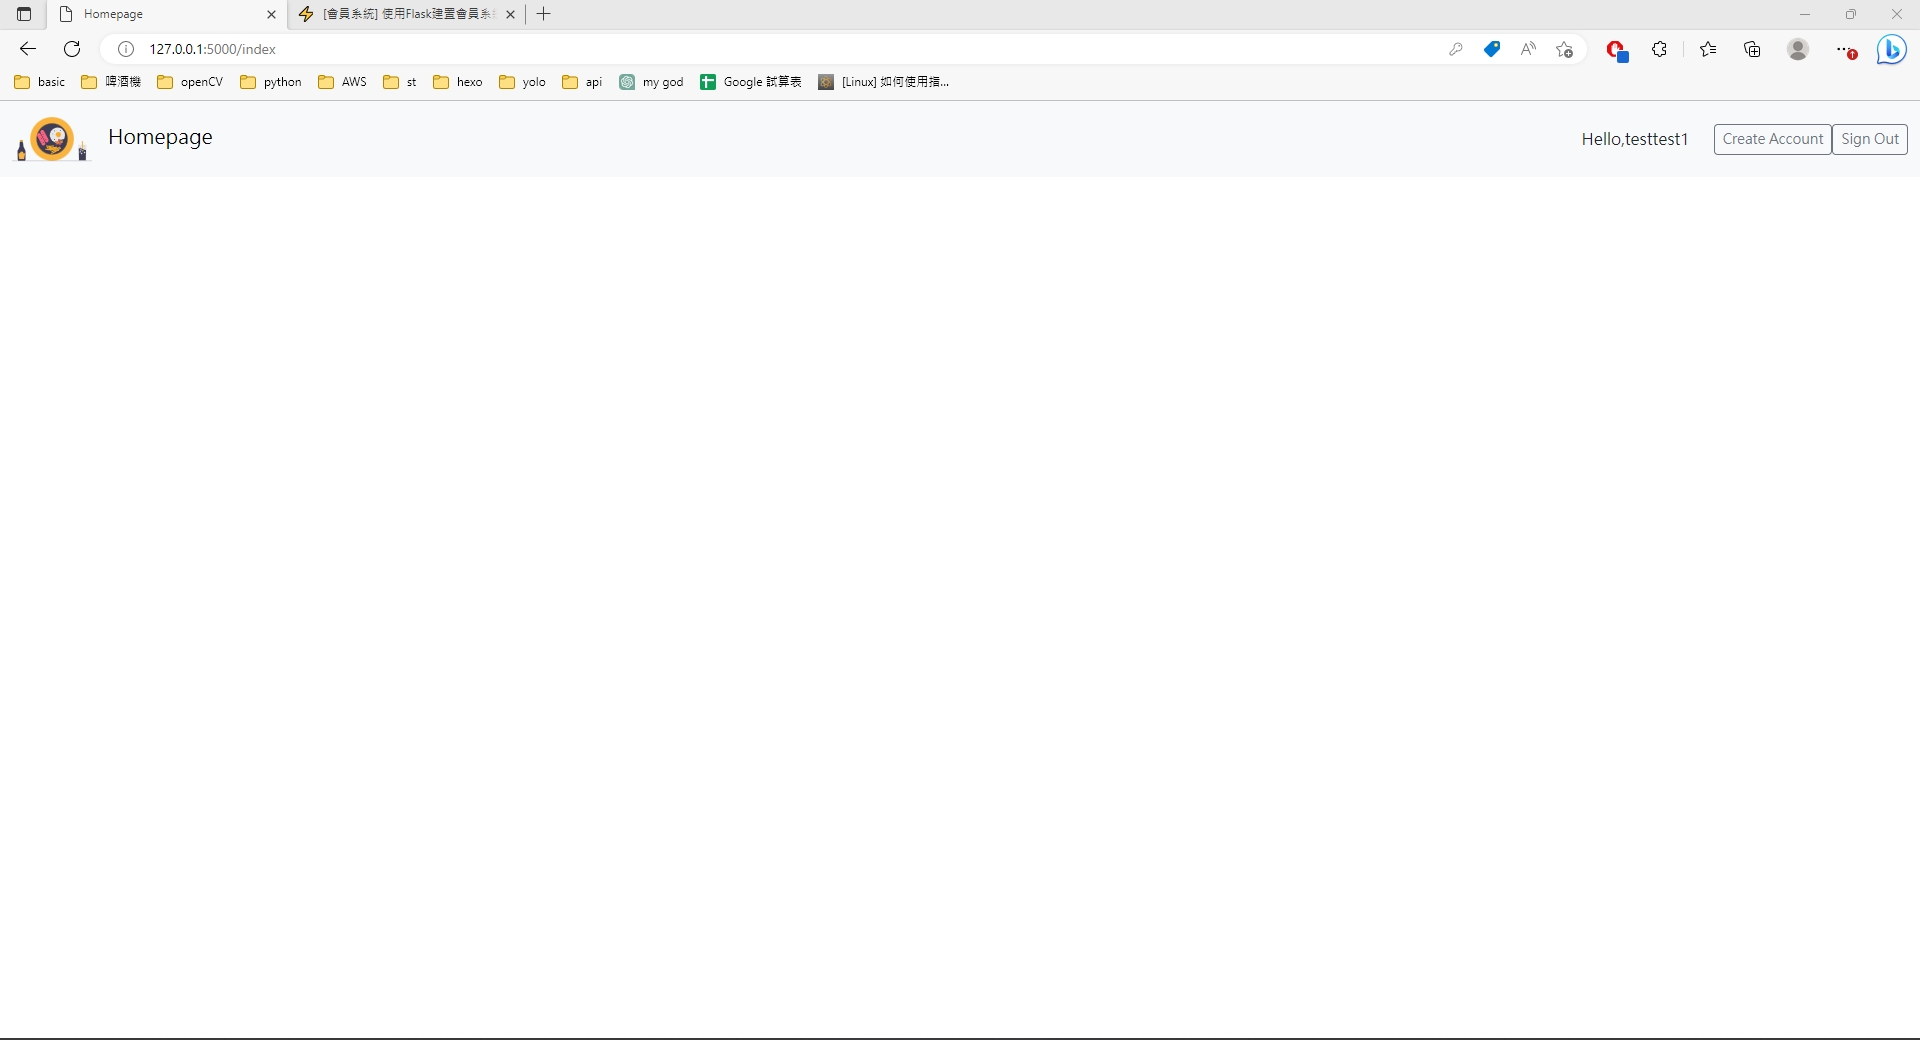 Homepage
[會員系統] 使用Flask建置會員系
127.0.0.1:5000/index
basic 啤酒機 openCV python AWS st hexo yolo api my god Google 試算表 [Linux] 如何使用指...
Homepage
Hello,testtest1 Create Account Sign Out